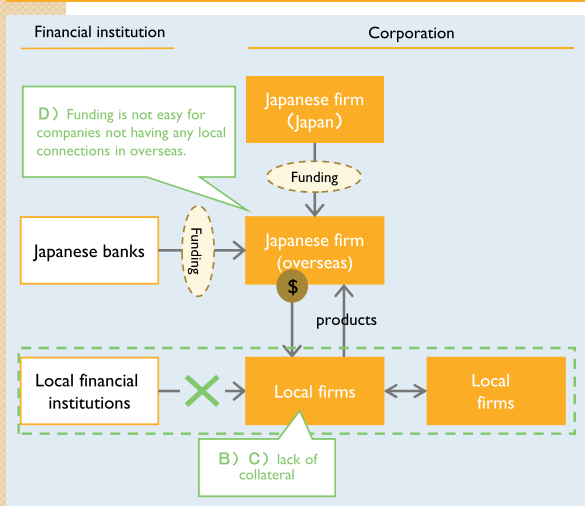 Financial institution
Corporation
Japanese firm
（Japan）
D）Funding is not easy for
companies not having any local
connections in overseas.
Funding
Japanese banks
Funding
Japanese firm
(overseas)
$
products
Local financial
institutions
Local firms
Local
firms
B）C）lack of
collateral